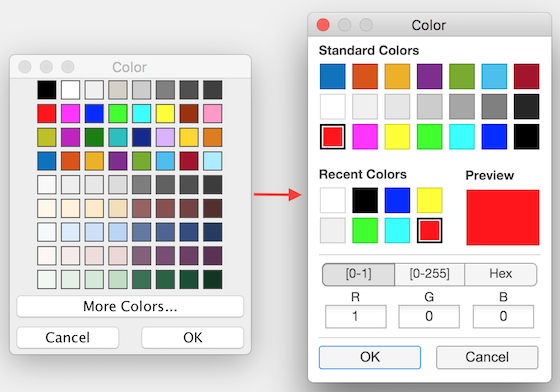 Color
More Colors...
Cancel OK
Color
Standard Colors
Recent Colors Preview
[0-1] [0-255] Hex
R G B
1 0 0
OK Cancel